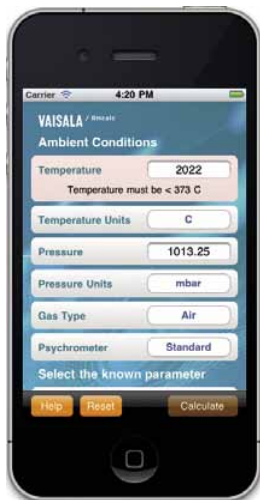 Carrier 4:20 PM
VAISALA / HMCALC
Ambient Conditions
Temperature 2022
Temperature must be < 373 C
Temperature Units C
Pressure 1013.25
Pressure Units mbar
Gas Type Air
Psychrometer Standard
Select the known parameter
Help Reset Calculate